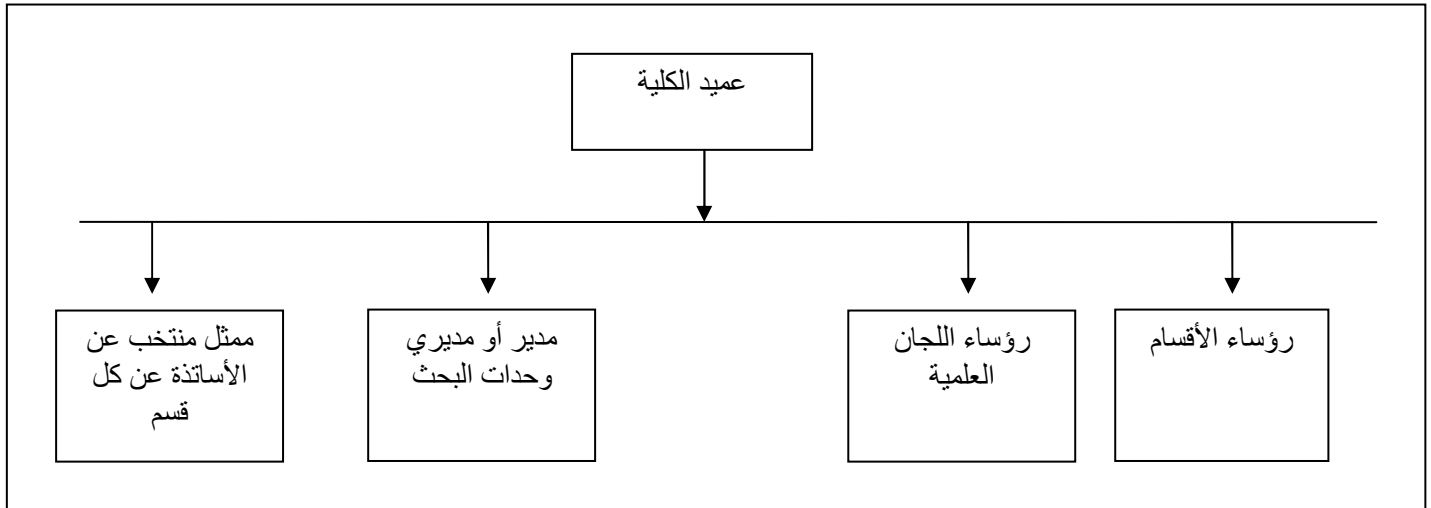 عميد الكلية
رؤساء الأقسام
رؤساء اللجان
العلمية
مدير أو مديري
وحدات البحث
ممثل منتخب عن
الأساتذة عن كل
قسم